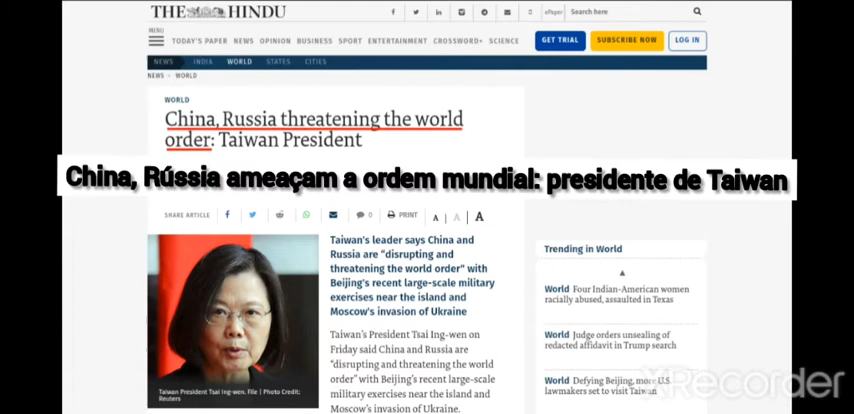 THE HINDU
ePaper
Search here
MENU
TODAY'S PAPER NEWS OPINION BUSINESS SPORT ENTERTAINMENT CROSSWORD+ SCIENCE
GET TRIAL
SUBSCRIBE NOW
LOG IN
NEWS INDIA WORLD STATES CITIES
NEWS WORLD
WORLD
China, Russia threatening the world
order: Taiwan President
China, Rússia ameaçam a ordem mundial: presidente de Taiwan
SHARE ARTICLE
0
PRINT
A A A
Taiwan's leader says China and
Russia are "disrupting and
threatening the world order" with
Beijing's recent large-scale military
exercises near the island and
Moscow's invasion of Ukraine
Taiwan's President Tsai Ing-wen on
Friday said China and Russia are
"disrupting and threatening the world
order" with Beijing's recent large-scale
military exercises near the island and
Moscow's invasion of Ukraine.
Taiwan President Tsai Ing-wen. File | Photo Credit:
Reuters
Trending in World
World Four Indian-American women
racially abused, assaulted in Texas
World Judge orders unsealing of
redacted affidavit in Trump search
World Defying Beijing, more U.S.
lawmakers set to visit Taiwan
XRecorder